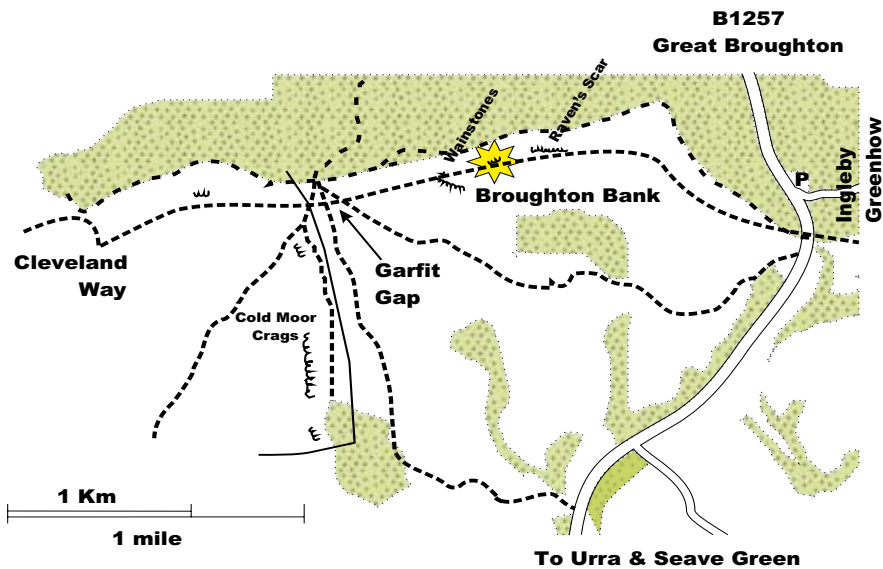 B1257
Great Broughton
Wainstones
Raven's Scar
P
Ingleby
Greenhow
Broughton Bank
Cleveland
Way
Garfit
Gap
Cold Moor
Crags
1 Km
1 mile
To Urra & Seave Green